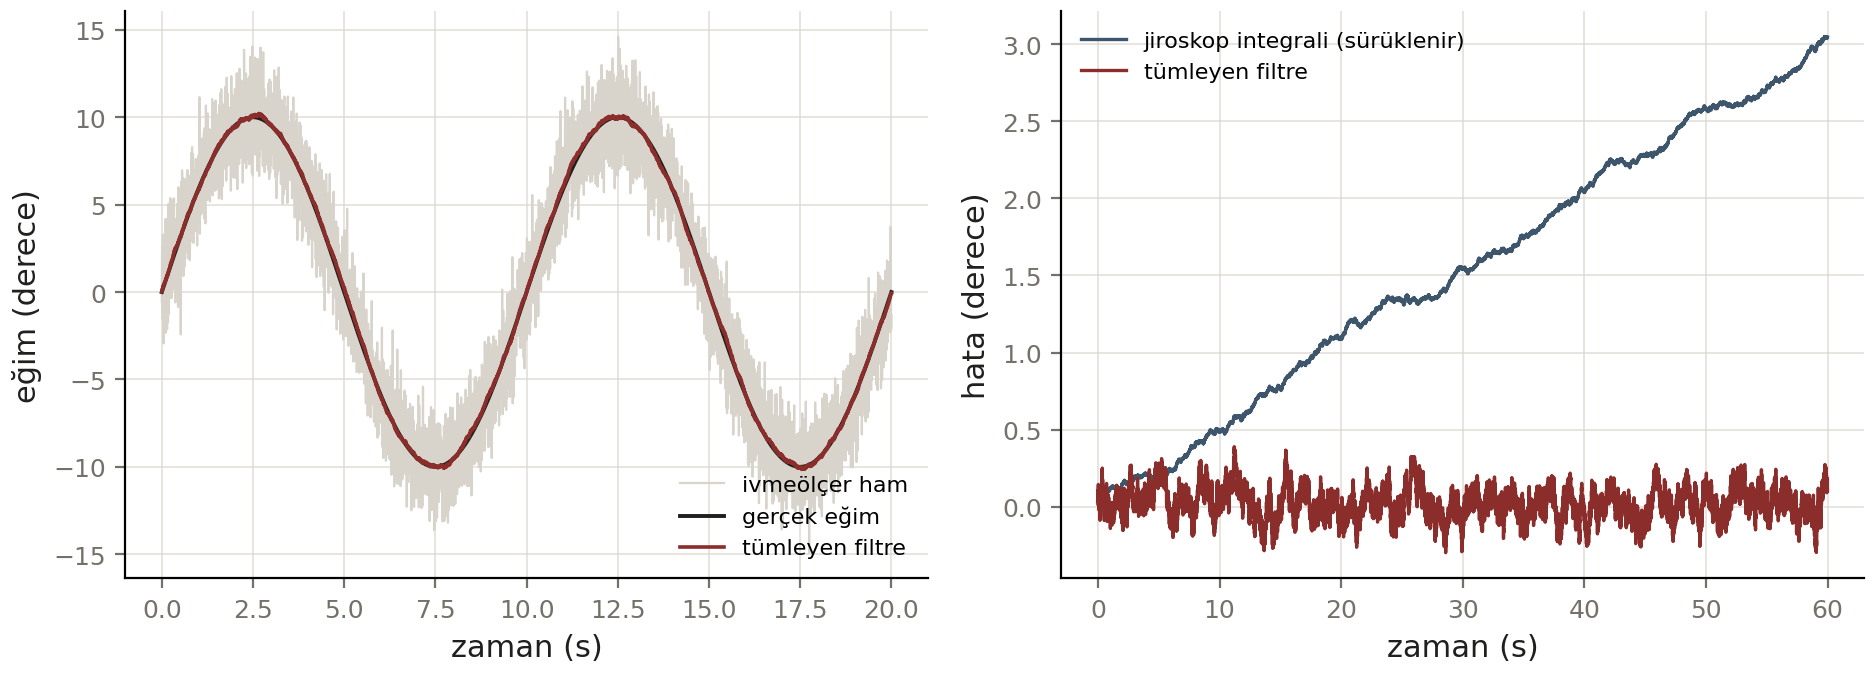 15
10
5
0
−5
−10
−15
eğim (derece)
ivmeölçer ham
gerçek eğim
tümleyen filtre
0.0 2.5 5.0 7.5 10.0 12.5 15.0 17.5 20.0
zaman (s)
jiroskop integrali (sürüklenir)
tümleyen filtre
3.0
2.5
2.0
1.5
1.0
0.5
0.0
hata (derece)
0 10 20 30 40 50 60
zaman (s)